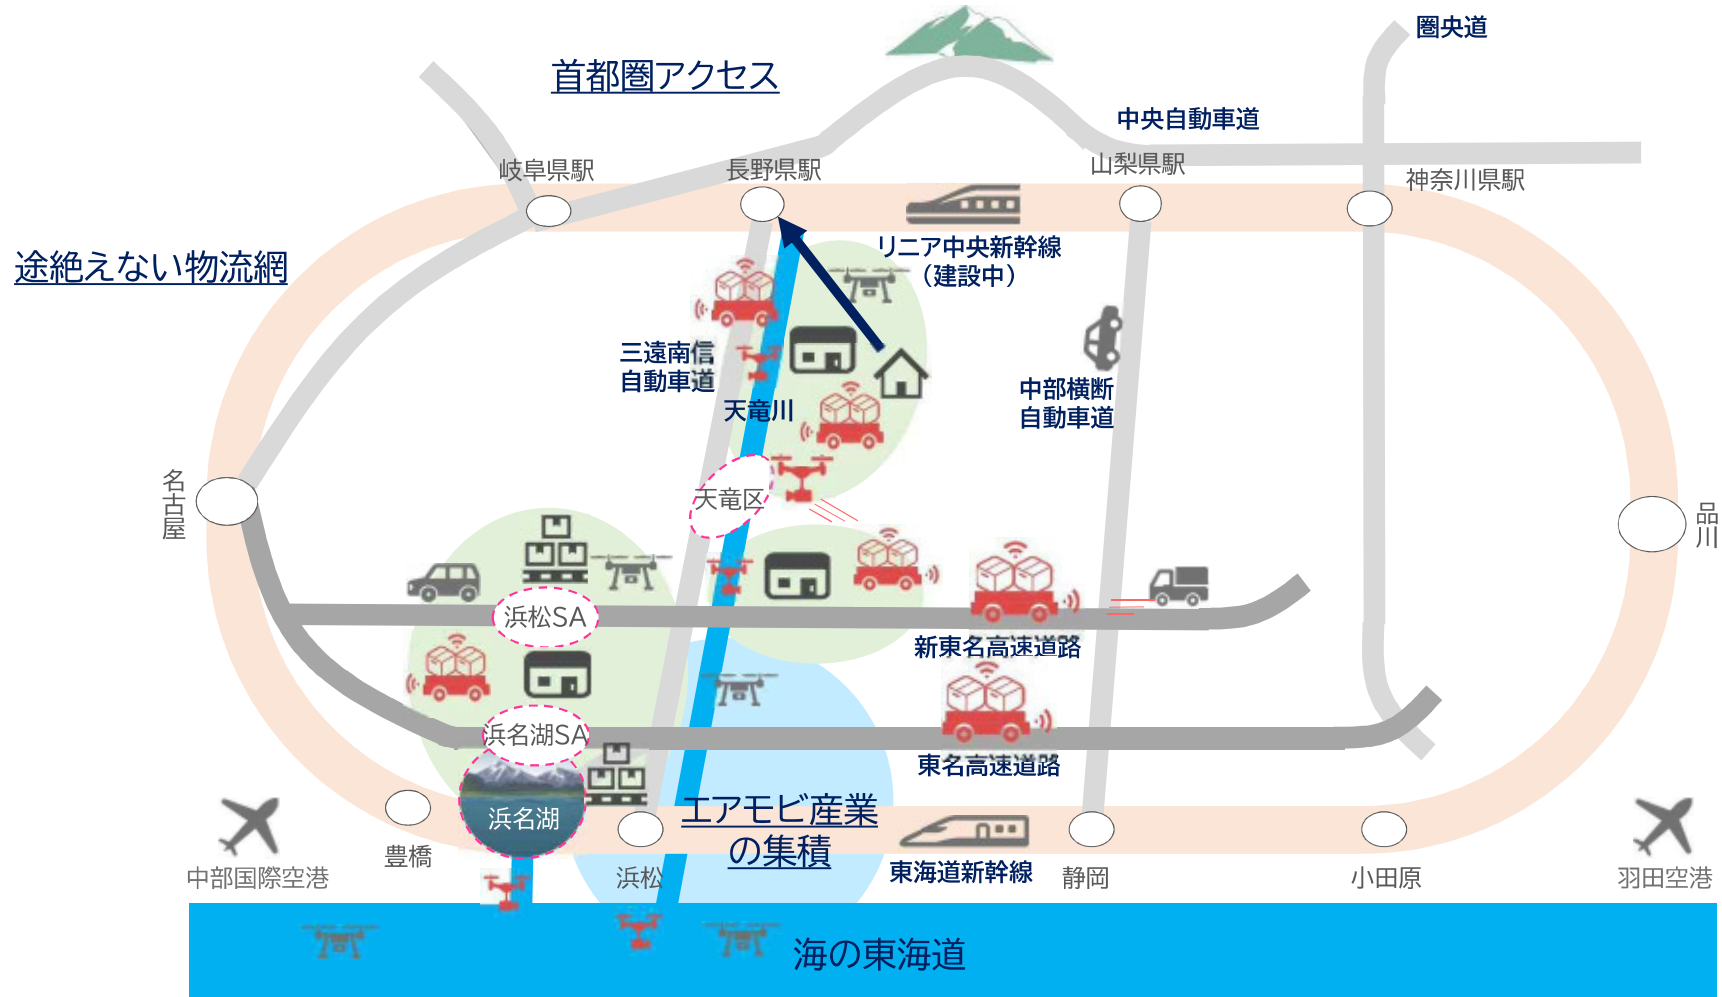 圏央道
首都圏アクセス
中央自動車道
岐阜県駅
長野県駅
山梨県駅
神奈川県駅
途絶えない物流網
リニア中央新幹線
（建設中）
三遠南信
自動車道
天竜川
中部横断
自動車道
名古屋
天竜区
品川
浜松SA
新東名高速道路
浜名湖SA
東名高速道路
浜名湖
エアモビ産業
の集積
豊橋
中部国際空港
浜松
東海道新幹線
静岡
小田原
羽田空港
海の東海道